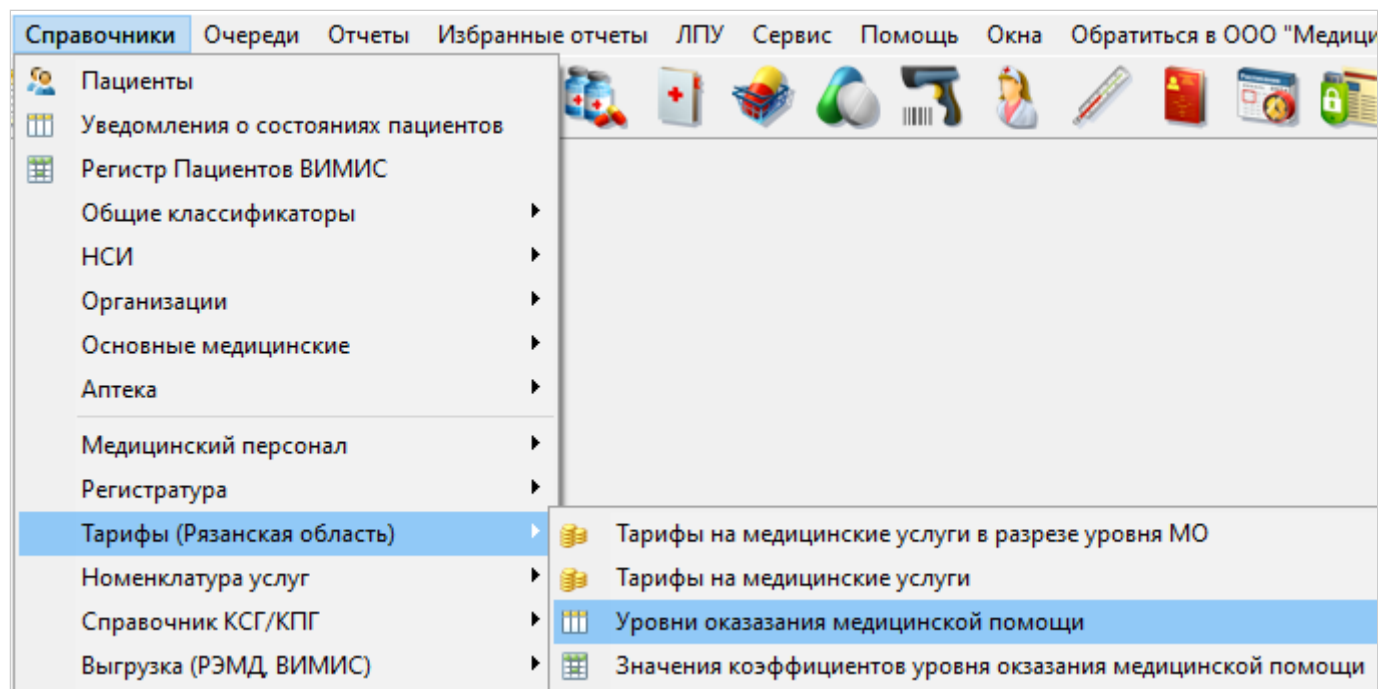 Справочники Очереди Отчеты Избранные отчеты ЛПУ Сервис Помощь Окна Обратиться в ООО "Медици
Пациенты
Уведомления о состояниях пациентов
Регистр Пациентов ВИМИС
Общие классификаторы
НСИ
Организации
Основные медицинские
Аптека
Медицинский персонал
Регистратура
Тарифы (Рязанская область)
Тарифы на медицинские услуги в разрезе уровня МО
Номенклатура услуг
Тарифы на медицинские услуги
Справочник КСГ/КПГ
Уровни оказазания медицинской помощи
Выгрузка (РЭМД, ВИМИС)
Значения коэффициентов уровня окзазания медицинской помощи